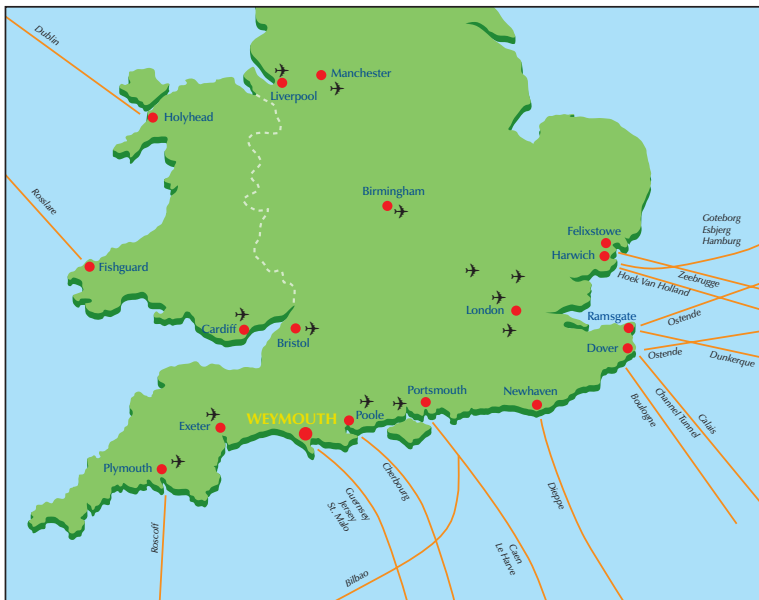 Dublin
Manchester
Liverpool
Holyhead
Rosslare
Birmingham
Goteborg
Esbjerg
Hamburg
Felixstowe
Harwich
Fishguard
Zeebrugge
Hoek Van Holland
London
Ramsgate
Ostende
Cardiff
Bristol
Dover
Ostende
Dunkerque
Portsmouth
Newhaven
Boulogne
Channel Tunnel
Calais
WEYMOUTH
Poole
Exeter
Plymouth
Cherbourg
Guernsey
Jersey
St. Malo
Dieppe
Roscoff
Caen
Le Harve
Bilbao